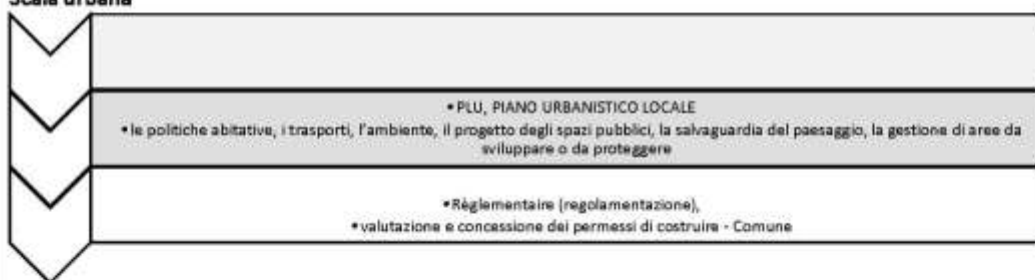 Scala urbana
•PLU, PIANO URBANISTICO LOCALE
•le politiche abitative, i trasporti, l'ambiente, il progetto degli spazi pubblici, la salvaguardia del paesaggio, la gestione di aree da
sviluppare o da proteggere
•Règlementaire (regolamentazione),
•valutazione e concessione dei permessi di costruire - Comune